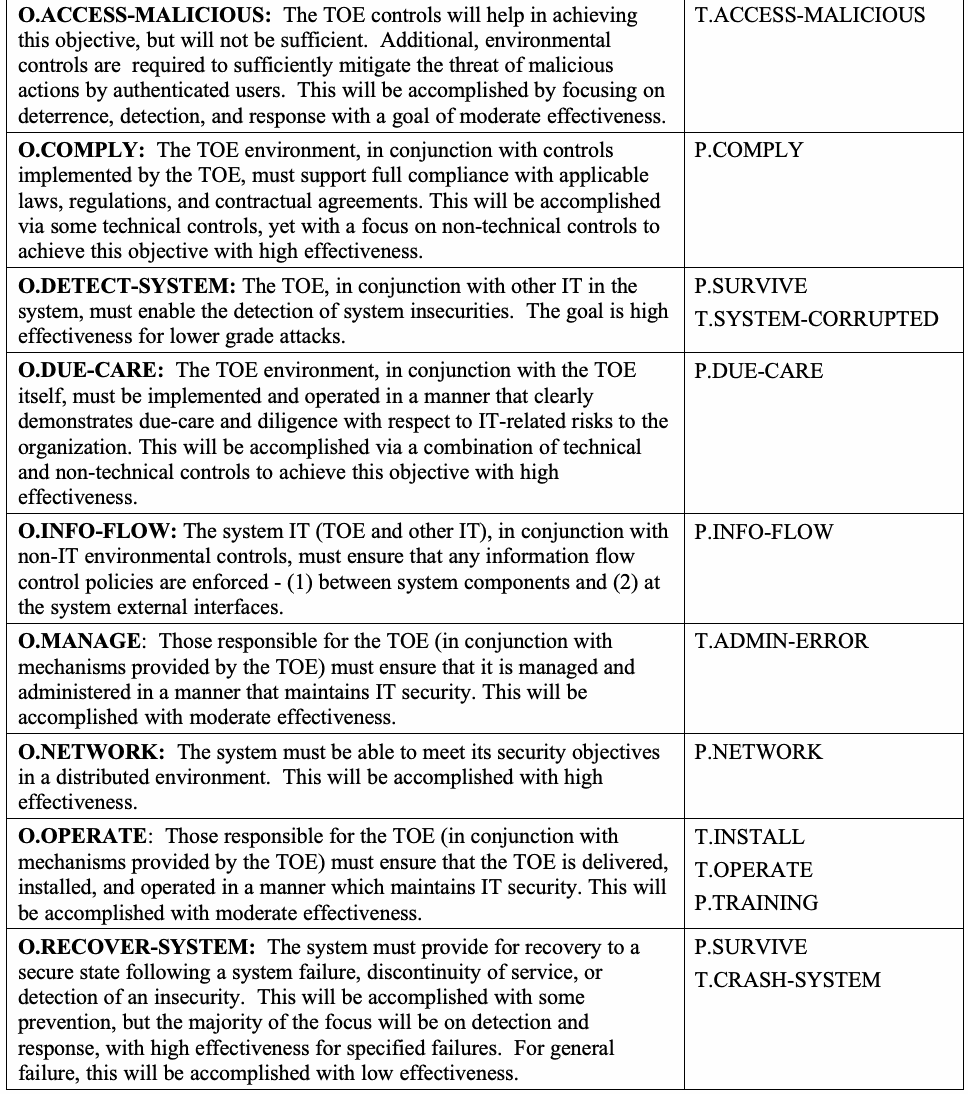 O.ACCESS-MALICIOUS:  The TOE controls will help in achieving
this objective, but will not be sufficient.  Additional, environmental
controls are  required to sufficiently mitigate the threat of malicious
actions by authenticated users.  This will be accomplished by focusing on
deterrence, detection, and response with a goal of moderate effectiveness.
T.ACCESS-MALICIOUS
O.COMPLY:  The TOE environment, in conjunction with controls
implemented by the TOE, must support full compliance with applicable
laws, regulations, and contractual agreements. This will be accomplished
via some technical controls, yet with a focus on non-technical controls to
achieve this objective with high effectiveness.
P.COMPLY
O.DETECT-SYSTEM: The TOE, in conjunction with other IT in the
system, must enable the detection of system insecurities.  The goal is high
effectiveness for lower grade attacks.
P.SURVIVE
T.SYSTEM-CORRUPTED
O.DUE-CARE:  The TOE environment, in conjunction with the TOE
itself, must be implemented and operated in a manner that clearly
demonstrates due-care and diligence with respect to IT-related risks to the
organization. This will be accomplished via a combination of technical
and non-technical controls to achieve this objective with high
effectiveness.
P.DUE-CARE
O.INFO-FLOW: The system IT (TOE and other IT), in conjunction with
non-IT environmental controls, must ensure that any information flow
control policies are enforced - (1) between system components and (2) at
the system external interfaces.
P.INFO-FLOW
O.MANAGE:  Those responsible for the TOE (in conjunction with
mechanisms provided by the TOE) must ensure that it is managed and
administered in a manner that maintains IT security. This will be
accomplished with moderate effectiveness.
T.ADMIN-ERROR
O.NETWORK:  The system must be able to meet its security objectives
in a distributed environment.  This will be accomplished with high
effectiveness.
P.NETWORK
O.OPERATE:  Those responsible for the TOE (in conjunction with
mechanisms provided by the TOE) must ensure that the TOE is delivered,
installed, and operated in a manner which maintains IT security. This will
be accomplished with moderate effectiveness.
T.INSTALL
T.OPERATE
P.TRAINING
O.RECOVER-SYSTEM:  The system must provide for recovery to a
secure state following a system failure, discontinuity of service, or
detection of an insecurity.  This will be accomplished with some
prevention, but the majority of the focus will be on detection and
response, with high effectiveness for specified failures.  For general
failure, this will be accomplished with low effectiveness.
P.SURVIVE
T.CRASH-SYSTEM